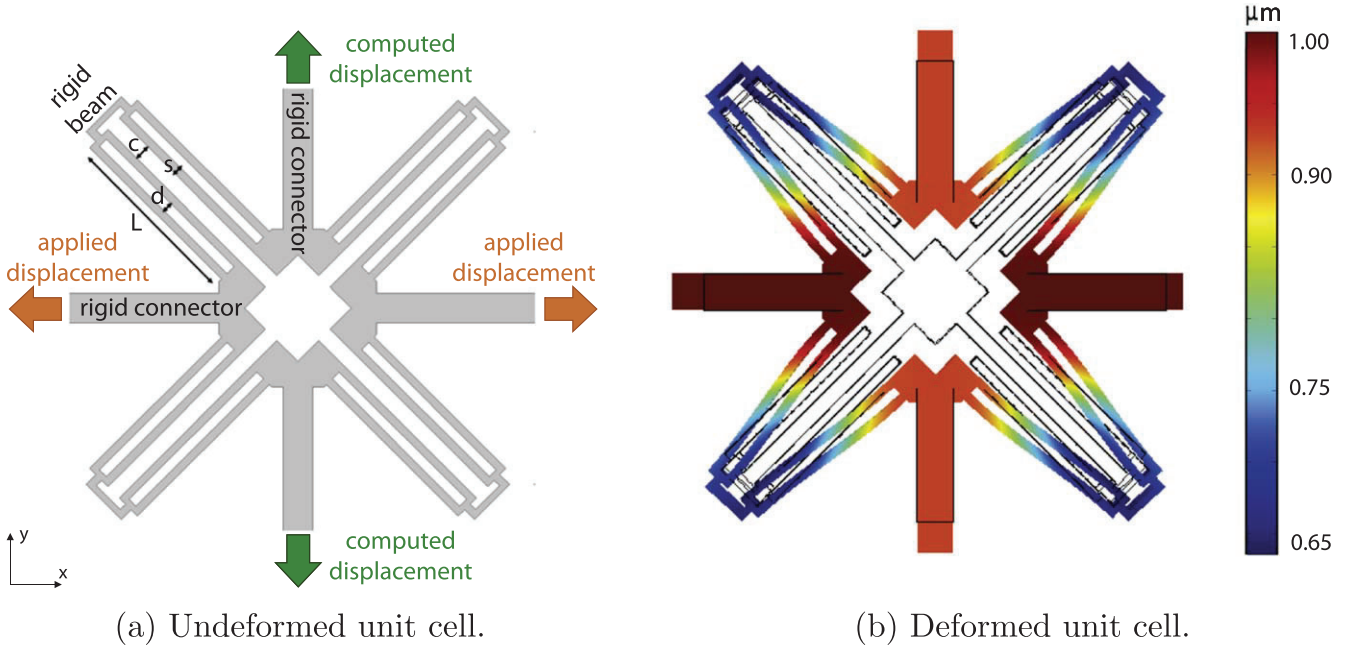 computed
displacement
rigid
beam
rigid connector
c
s
d
L
applied
displacement
applied
displacement
rigid connector
computed
displacement
y
x
(a) Undeformed unit cell.
μm
1.00
0.90
0.75
0.65
(b) Deformed unit cell.